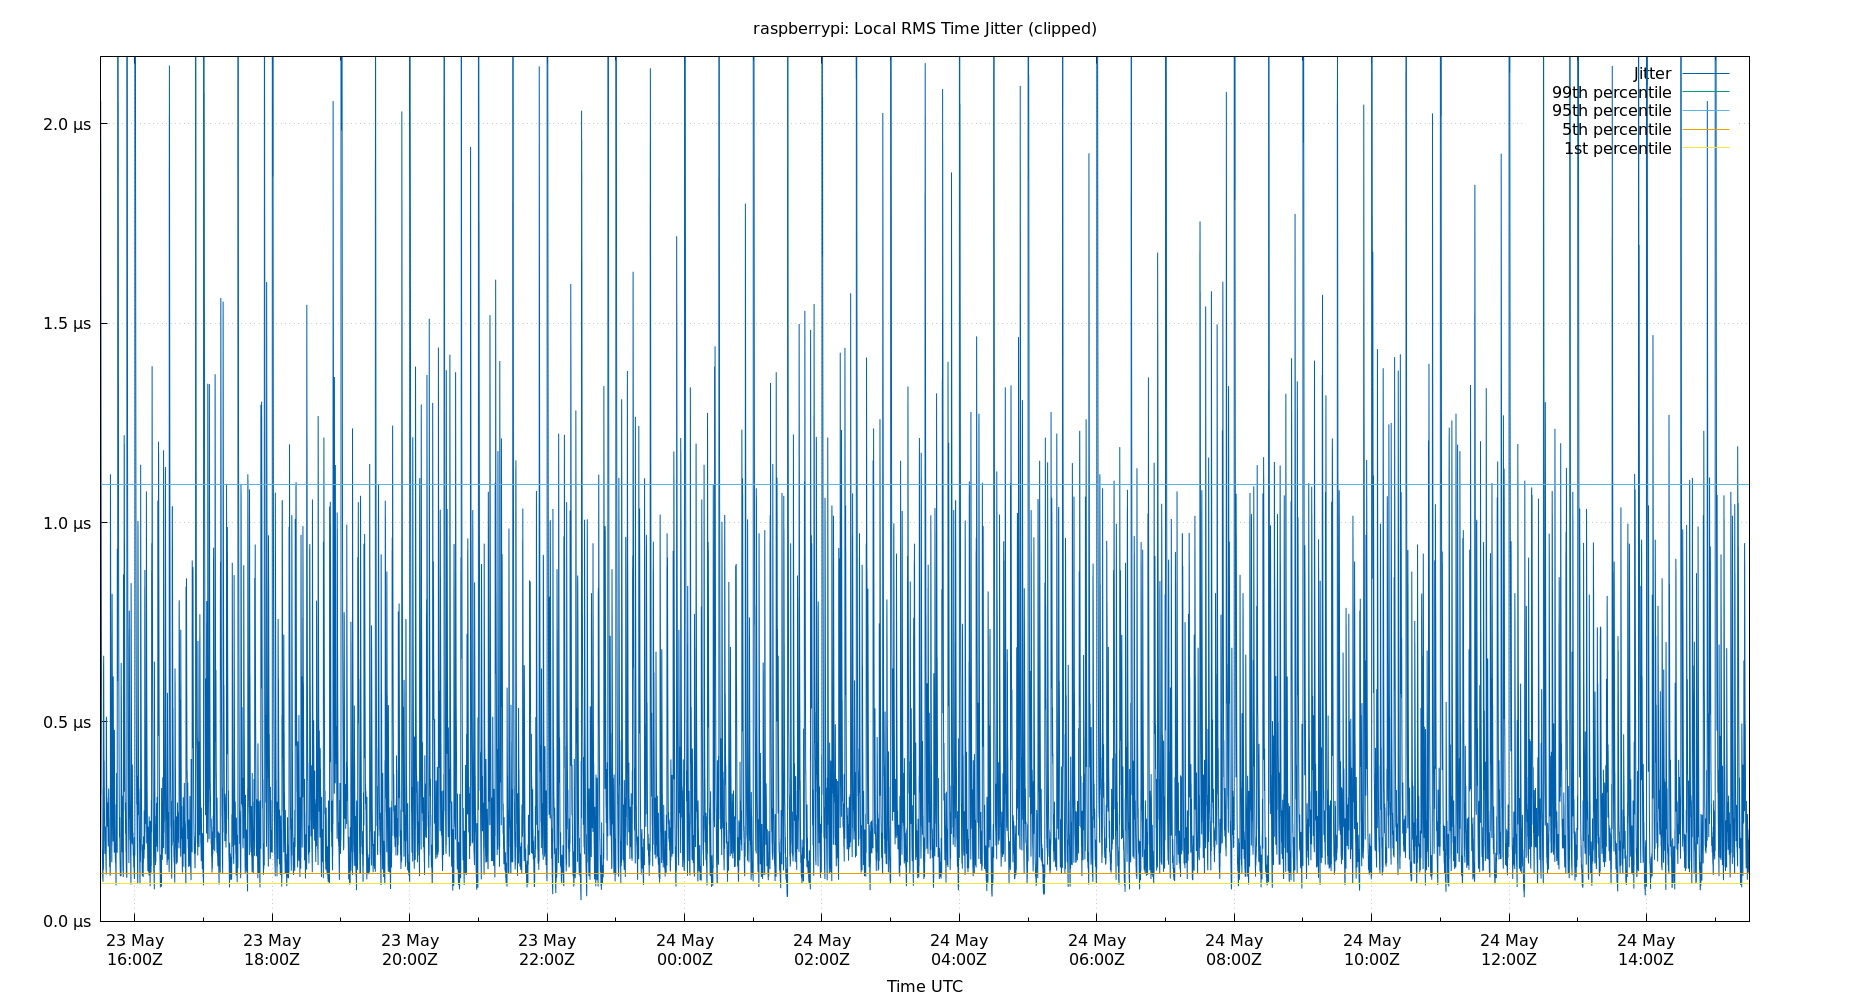 raspberrypi: Local RMS Time Jitter (clipped)
Jitter
99th percentile
95th percentile
5th percentile
1st percentile
2.0 µs
1.5 µs
1.0 µs
0.5 µs
0.0 µs
23 May 23 May 23 May 23 May 24 May 24 May 24 May 24 May 24 May 24 May 24 May 24 May
16:00Z 18:00Z 20:00Z 22:00Z 00:00Z 02:00Z 04:00Z 06:00Z 08:00Z 10:00Z 12:00Z 14:00Z
Time UTC